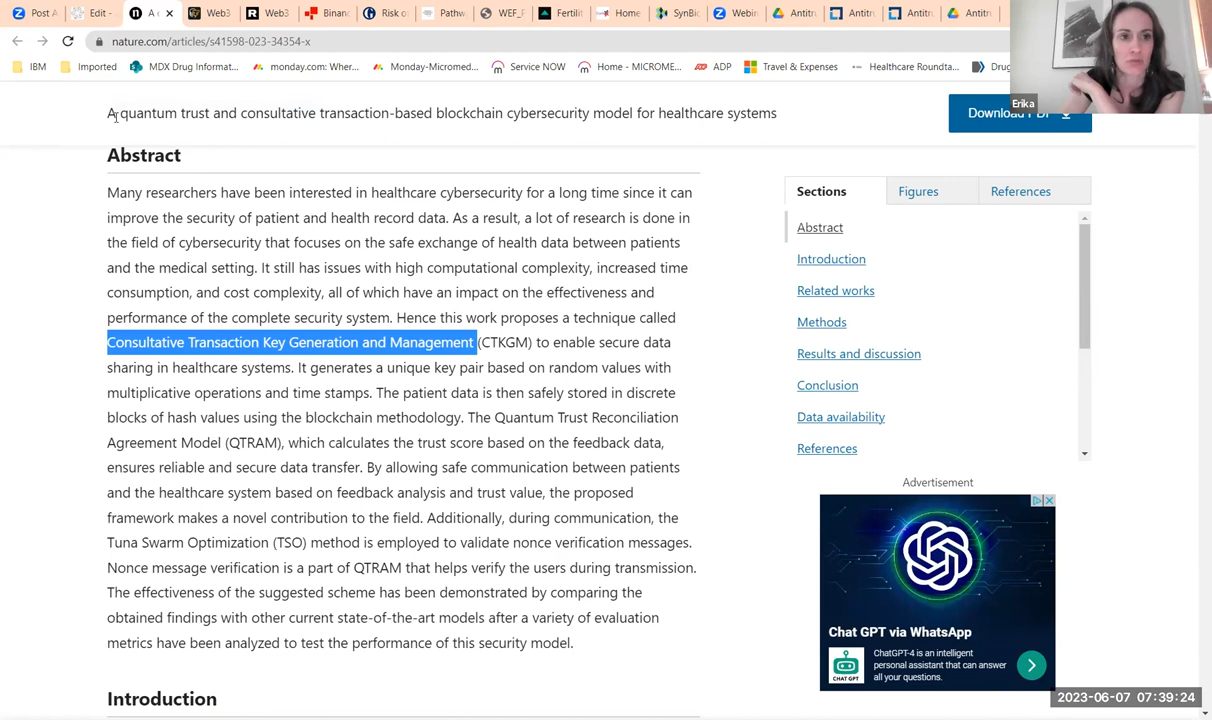 Post A
Edit -
A c
Web3
Web3
Binanc
Risk o
Pathw
WEF_F
Fertilit
Home
SynBio
Webin
Antitru
Antitru
Antitru
Antitru
nature.com/articles/s41598-023-34354-x
IBM
Imported
MDX Drug Informat...
monday.com: Wher...
Monday-Micromed...
Service NOW
Home - MICROME...
ADP
Travel & Expenses
Healthcare Roundta...
Drug
Erika
A quantum trust and consultative transaction-based blockchain cybersecurity model for healthcare systems
Download PDF
Abstract
Many researchers have been interested in healthcare cybersecurity for a long time since it can
improve the security of patient and health record data. As a result, a lot of research is done in
the field of cybersecurity that focuses on the safe exchange of health data between patients
and the medical setting. It still has issues with high computational complexity, increased time
consumption, and cost complexity, all of which have an impact on the effectiveness and
performance of the complete security system. Hence this work proposes a technique called
Consultative Transaction Key Generation and Management (CTKGM) to enable secure data
sharing in healthcare systems. It generates a unique key pair based on random values with
multiplicative operations and time stamps. The patient data is then safely stored in discrete
blocks of hash values using the blockchain methodology. The Quantum Trust Reconciliation
Agreement Model (QTRAM), which calculates the trust score based on the feedback data,
ensures reliable and secure data transfer. By allowing safe communication between patients
and the healthcare system based on feedback analysis and trust value, the proposed
framework makes a novel contribution to the field. Additionally, during communication, the
Tuna Swarm Optimization (TSO) method is employed to validate nonce verification messages.
Nonce message verification is a part of QTRAM that helps verify the users during transmission.
The effectiveness of the suggested scheme has been demonstrated by comparing the
obtained findings with other current state-of-the-art models after a variety of evaluation
metrics have been analyzed to test the performance of this security model.
Introduction
Sections
Figures
References
Abstract
Introduction
Related works
Methods
Results and discussion
Conclusion
Data availability
References
Advertisement
Chat GPT via WhatsApp
ChatGPT-4 is an intelligent
personal assistant that can answer
all your questions.
CHAT GPT
2023-06-07 07:39:24